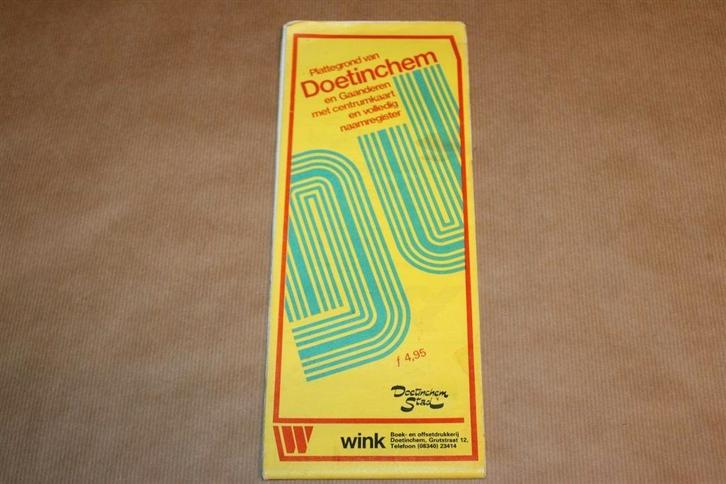 Plattegrond van
Doetinchem
en Gaanderen
met centrumkaart
en volledig
naamregister
f 4,95
Doetinchem
Stad
W wink
Boek- en offsetdrukkerij
Doetinchem, Grutstraat 12,
Telefoon (08340) 23414